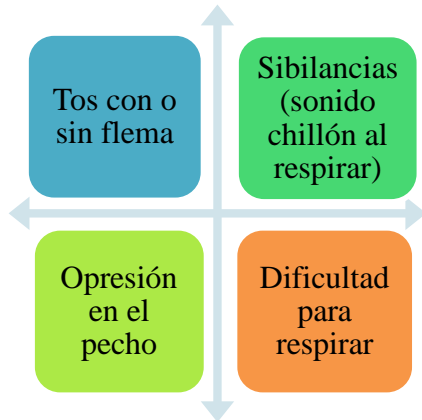 Tos con o
sin flema
Sibilancias
(sonido
chillón al
respirar)
Opresión
en el
pecho
Dificultad
para
respirar